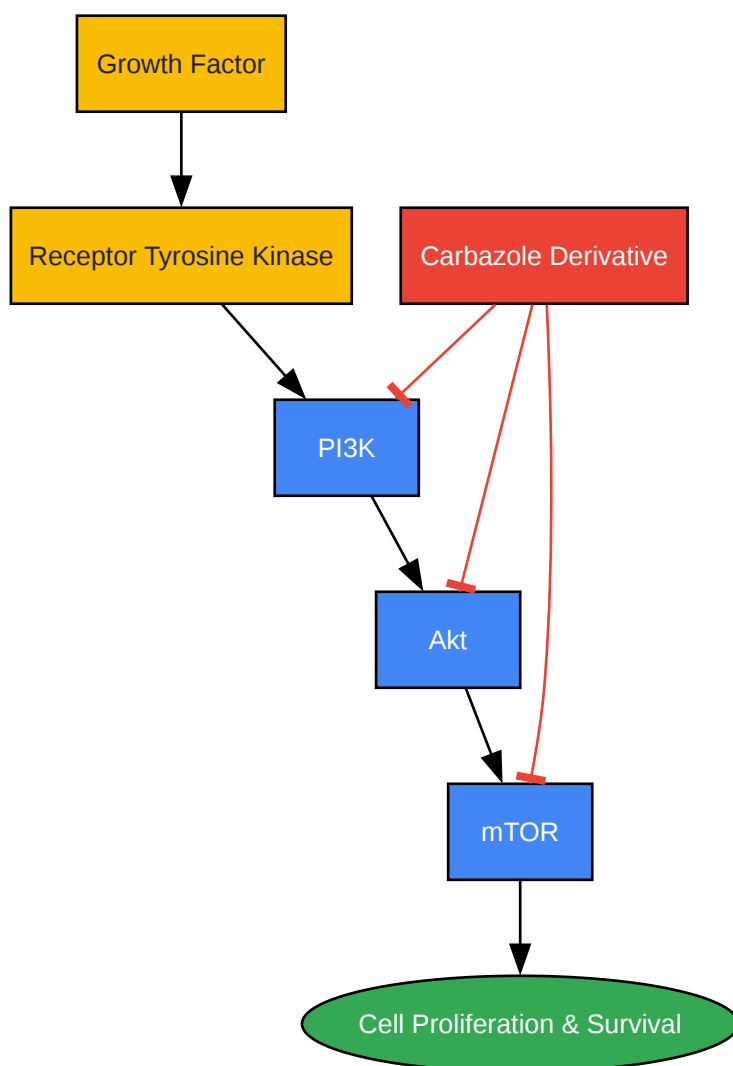 Growth Factor
Receptor Tyrosine Kinase
Carbazole Derivative
PI3K
Akt
mTOR
Cell Proliferation & Survival